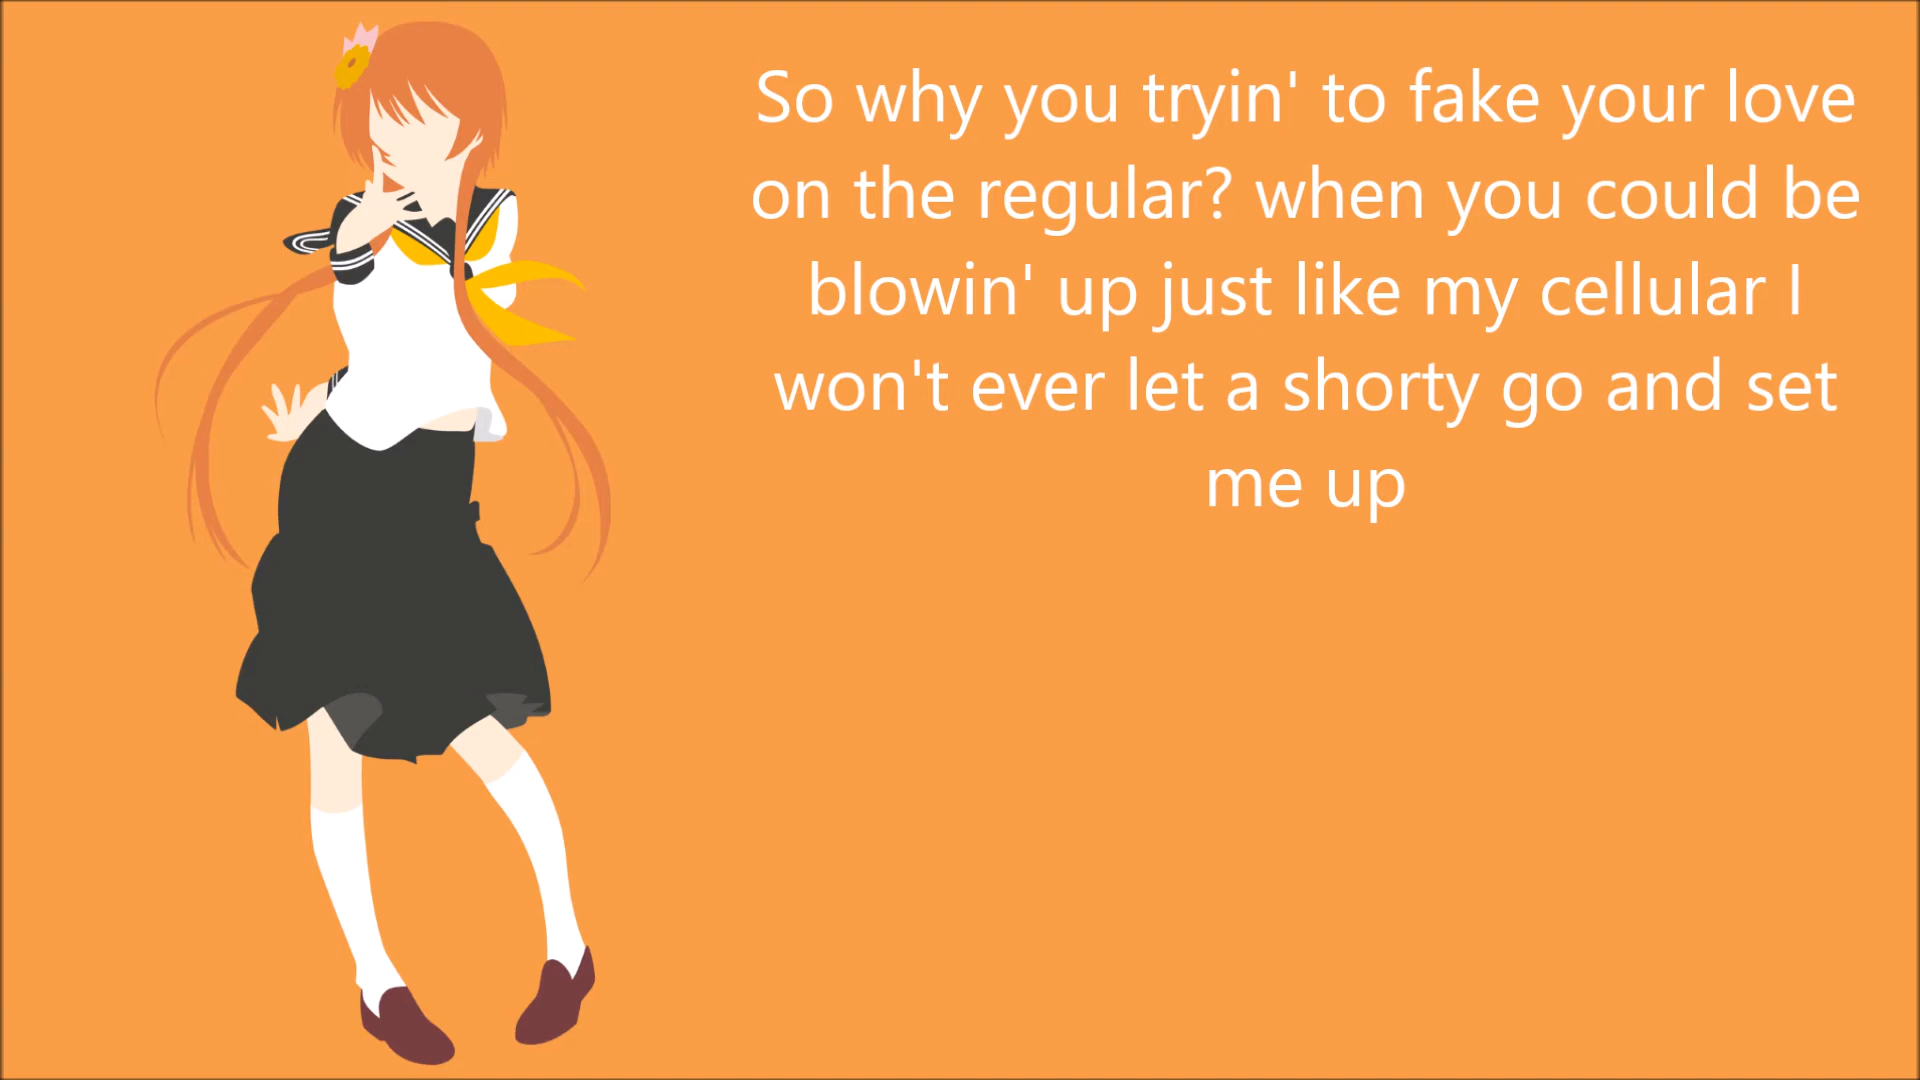 So why you tryin' to fake your love
on the regular? when you could be
blowin' up just like my cellular I
won't ever let a shorty go and set
me up